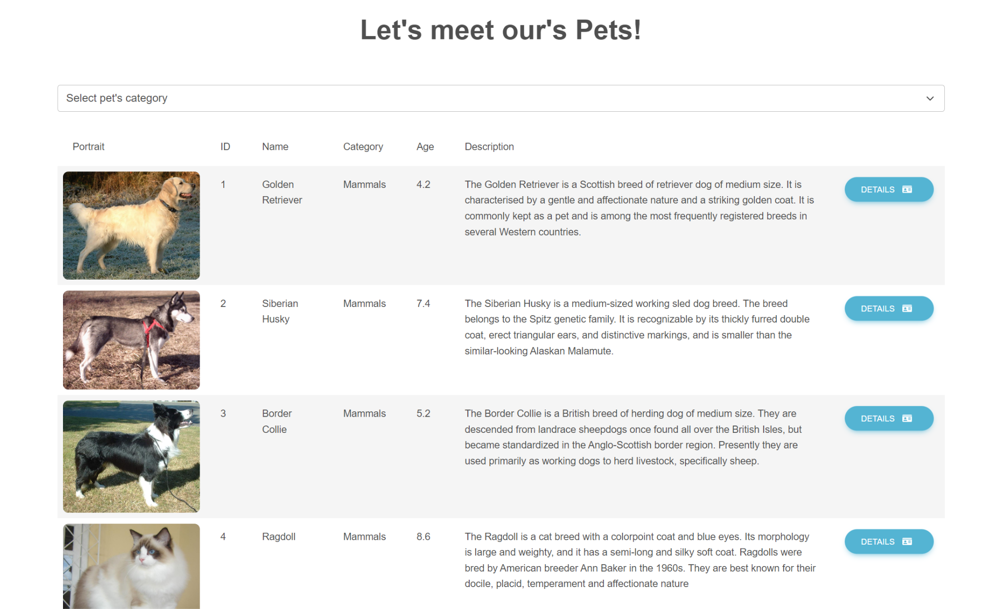 Let's meet our's Pets!
Select pet's category
Portrait ID Name Category Age Description
1 Golden Mammals 4.2 The Golden Retriever is a Scottish breed of retriever dog of medium size. It is DETAILS
Retriever characterised by a gentle and affectionate nature and a striking golden coat. It is
commonly kept as a pet and is among the most frequently registered breeds in
several Western countries.
2 Siberian Mammals 7.4 The Siberian Husky is a medium-sized working sled dog breed. The breed DETAILS
Husky belongs to the Spitz genetic family. It is recognizable by its thickly furred double
coat, erect triangular ears, and distinctive markings, and is smaller than the
similar-looking Alaskan Malamute.
3 Border Mammals 5.2 The Border Collie is a British breed of herding dog of medium size. They are DETAILS
Collie descended from landrace sheepdogs once found all over the British Isles, but
became standardized in the Anglo-Scottish border region. Presently they are
used primarily as working dogs to herd livestock, specifically sheep.
4 Ragdoll Mammals 8.6 The Ragdoll is a cat breed with a colorpoint coat and blue eyes. Its morphology DETAILS
is large and weighty, and it has a semi-long and silky soft coat. Ragdolls were
bred by American breeder Ann Baker in the 1960s. They are best known for their
docile, placid, temperament and affectionate nature